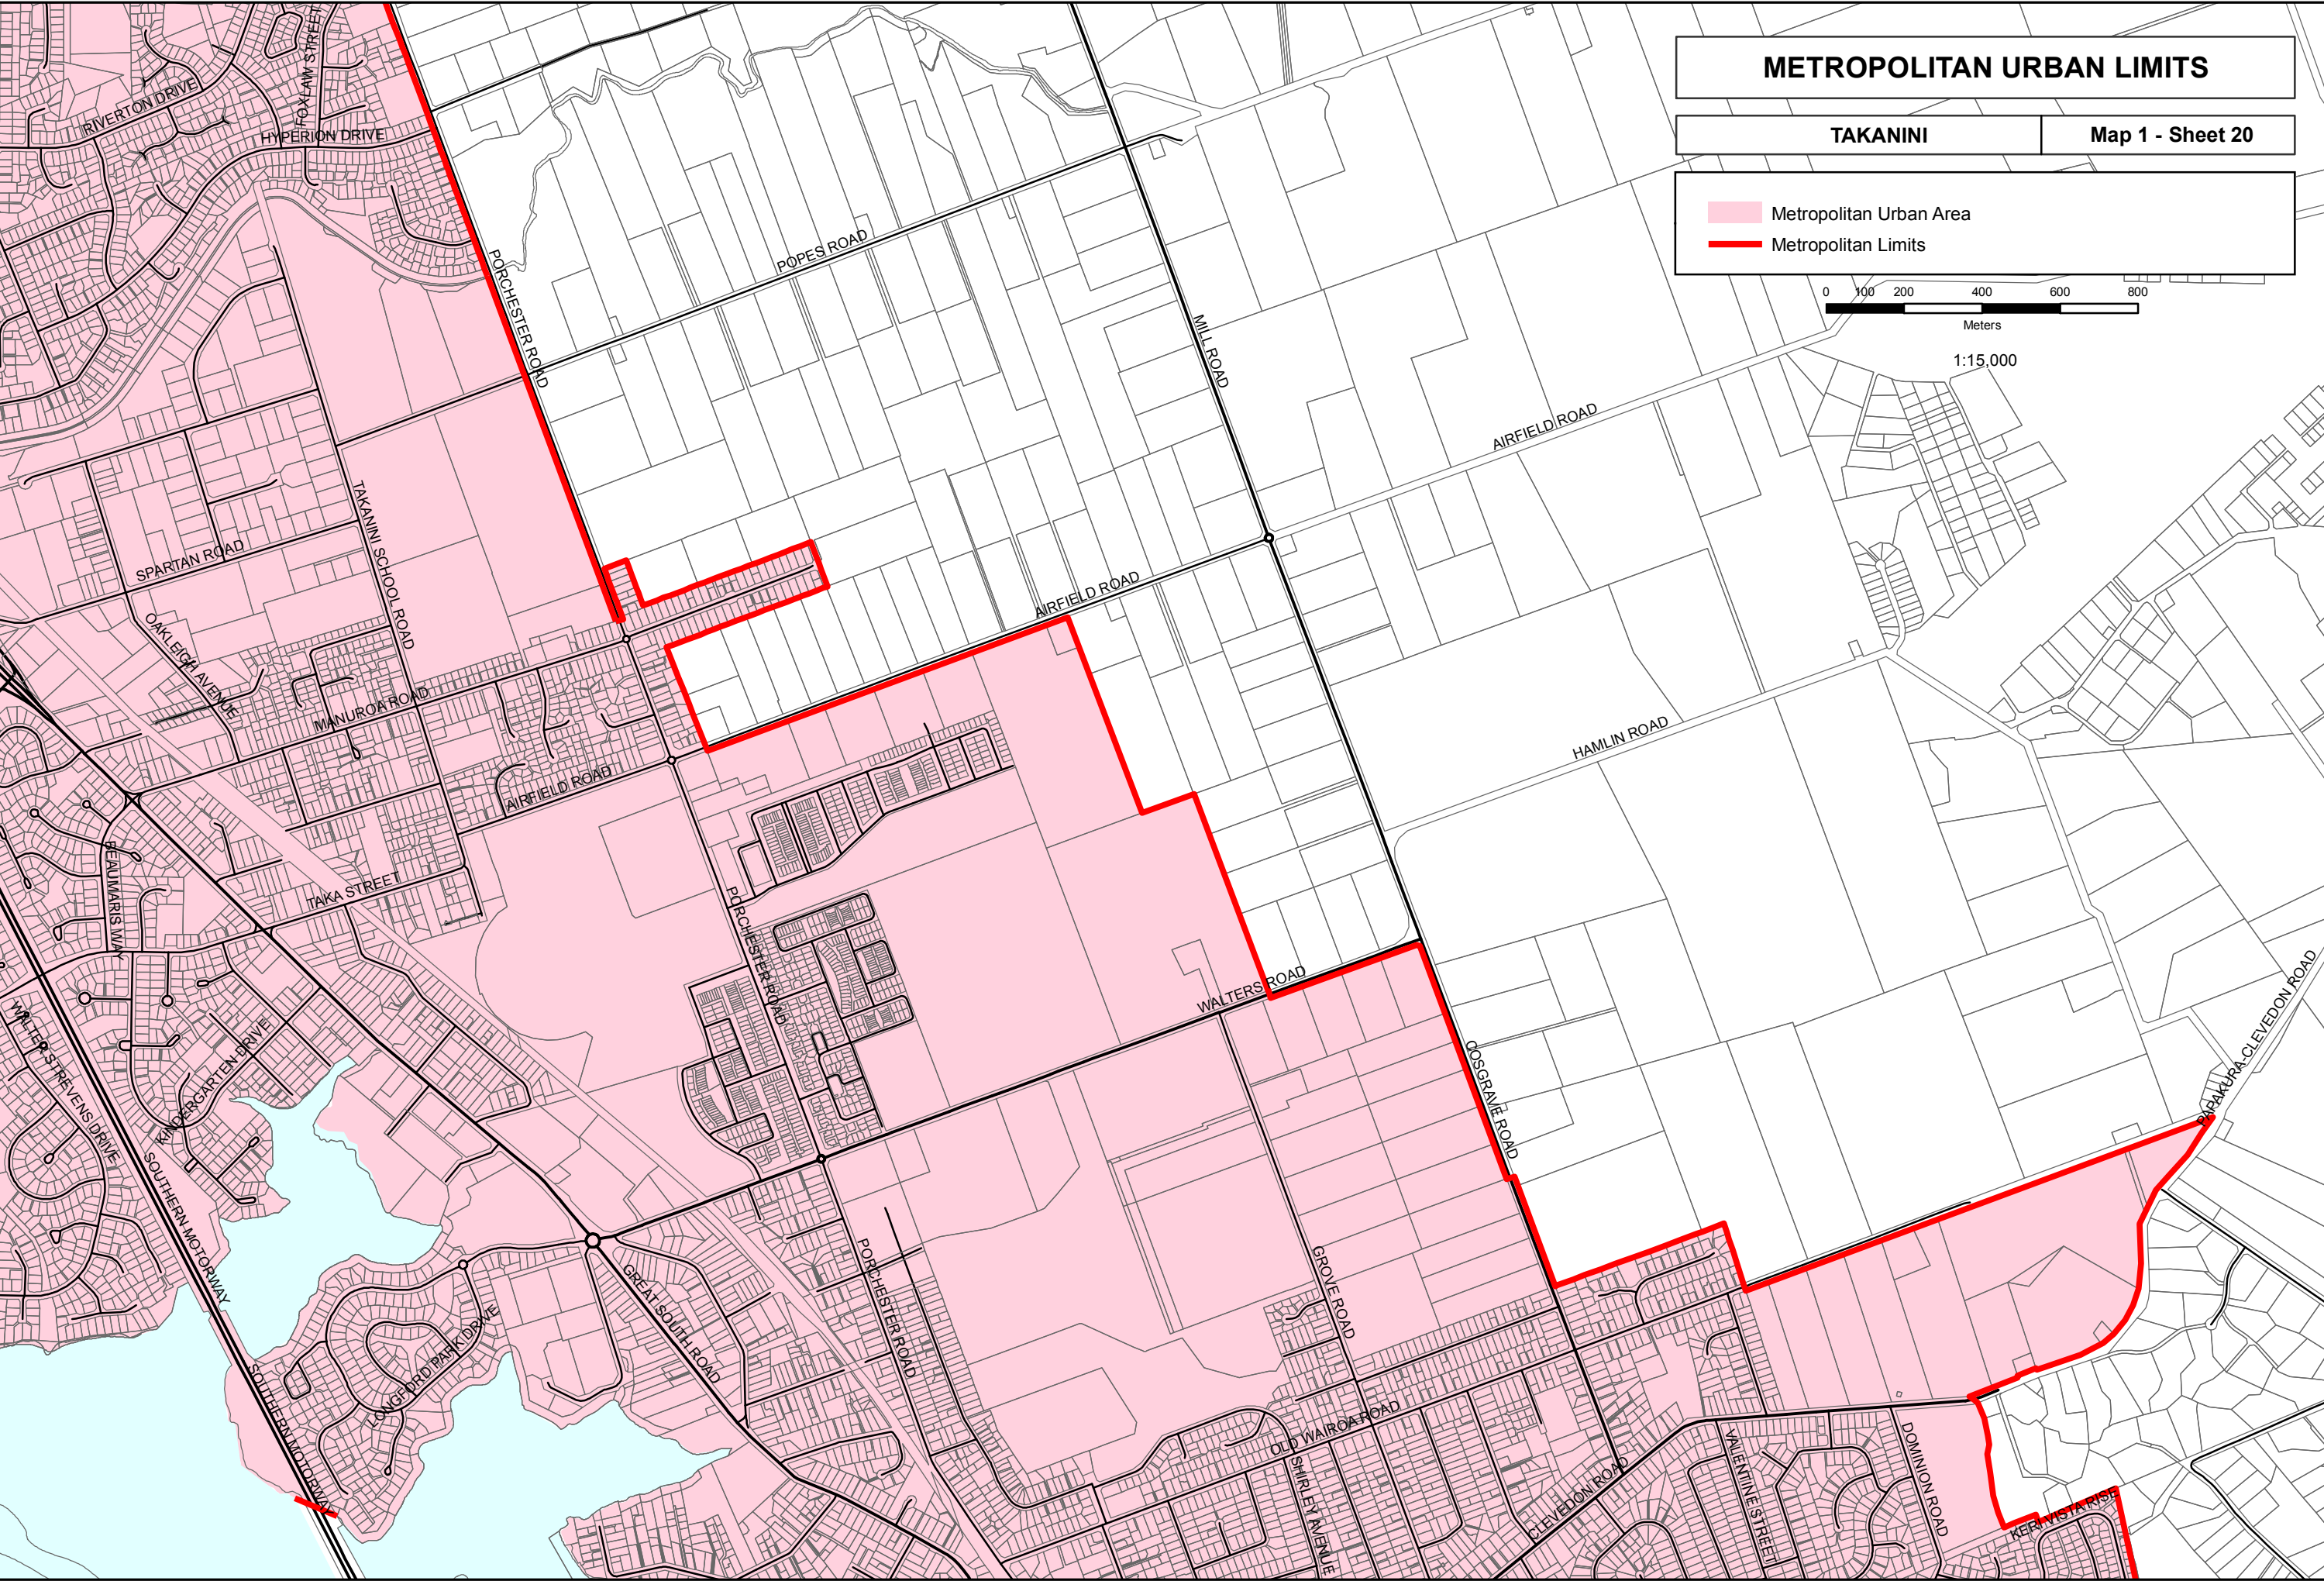 METROPOLITAN URBAN LIMITS
TAKANINI
Map 1 - Sheet 20
Metropolitan Urban Area
Metropolitan Limits
0 100 200 400 600 800
Meters
1:15,000
FOXLAW STREET
RIVERTON DRIVE
HYPERION DRIVE
PORCHESTER ROAD
POPES ROAD
MILL ROAD
AIRFIELD ROAD
TAKANINI SCHOOL ROAD
SPARTAN ROAD
AIRFIELD ROAD
OAKLEIGH AVENUE
MANUROA ROAD
HAMLIN ROAD
AIRFIELD ROAD
BEAUMARIS WAY
TAKA STREET
PORCHESTER ROAD
WALTERS ROAD
PAPAKURA-CLEVEDON ROAD
WALTER STREVENS DRIVE
KINDERGARTEN DRIVE
COSGRAVE ROAD
SOUTHERN MOTORWAY
GREAT SOUTH ROAD
PORCHESTER ROAD
GROVE ROAD
LONGFORD PARK DRIVE
SOUTHERN MOTORWAY
OLD WAIROA ROAD
SHIRLEY AVENUE
CLEVEDON ROAD
VALENTINE STREET
DOMINION ROAD
KERI VISTA RISE